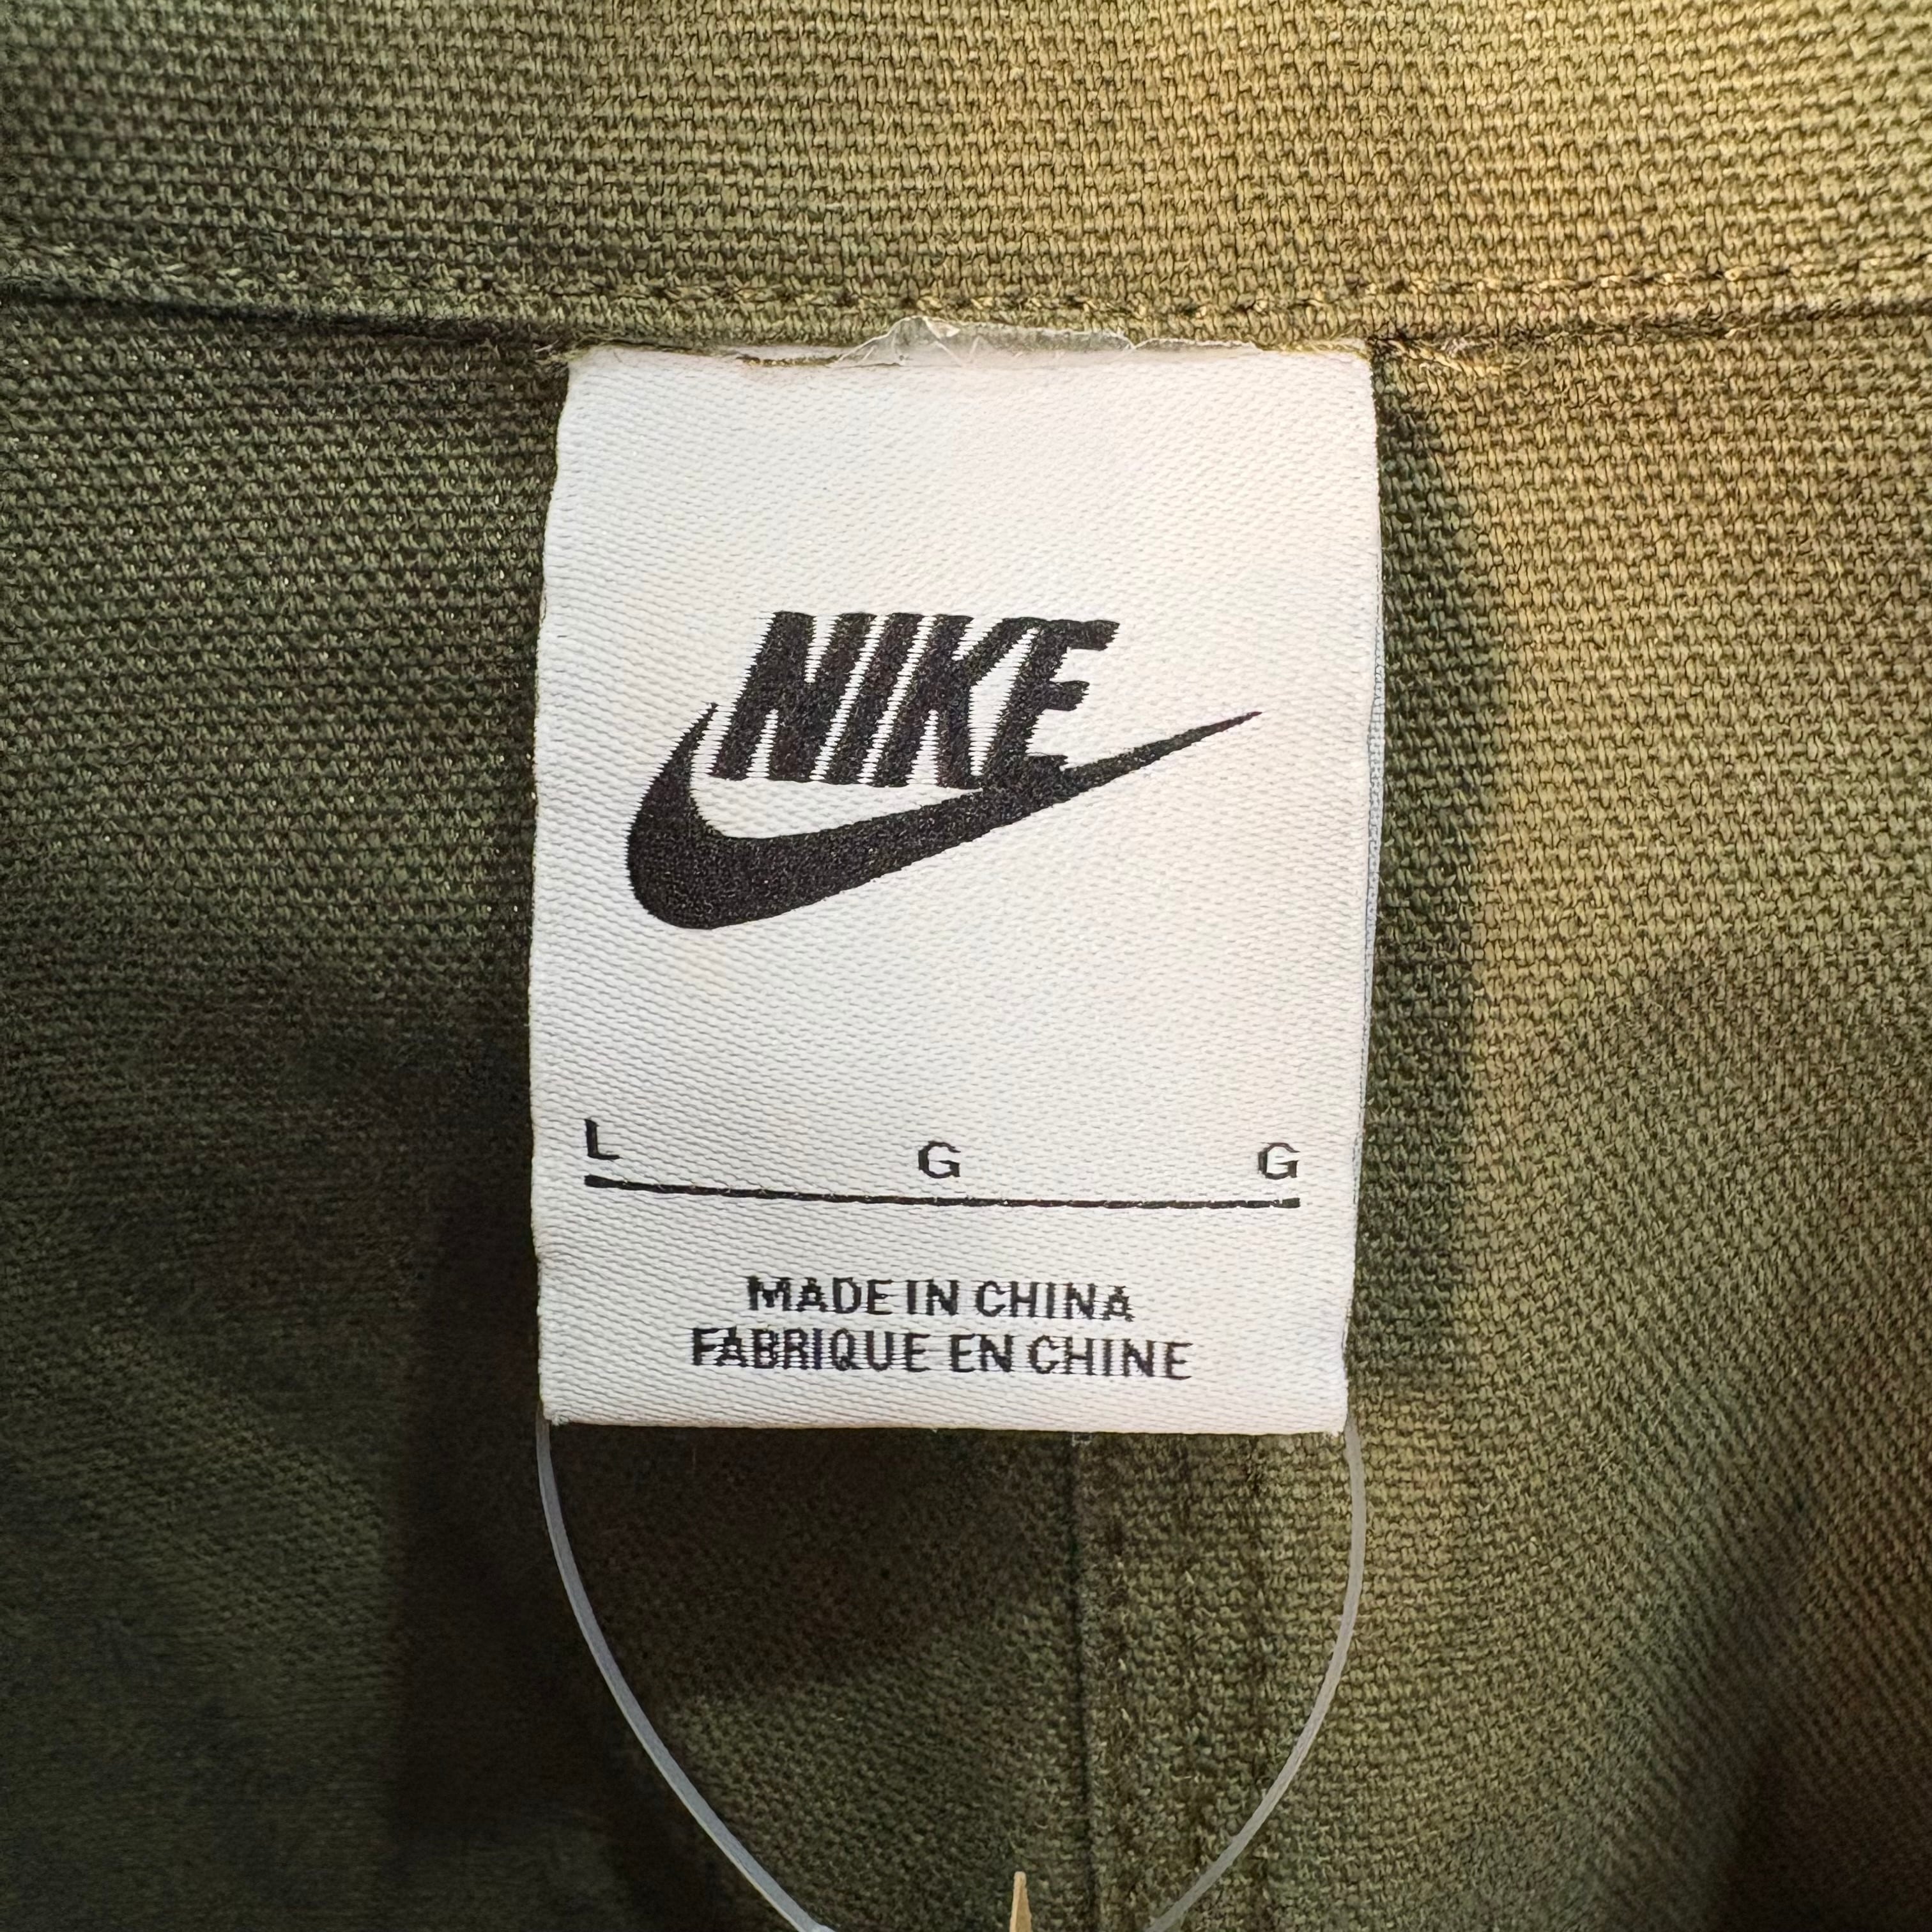 NIKE
L G G
MADE IN CHINA
FABRIQUE EN CHINE